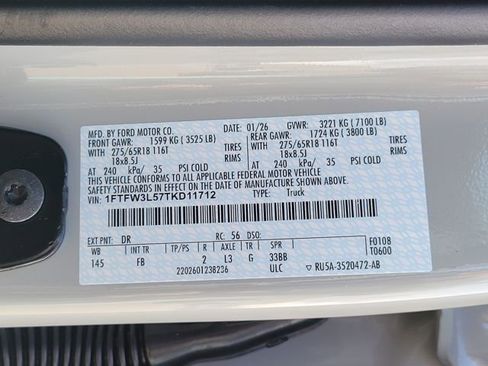 MFD. BY FORD MOTOR CO. DATE: 01/26 GVWR: 3221 KG ( 7100 LB)
FRONT GAWR: 1599 KG ( 3525 LB) REAR GAWR: 1724 KG ( 3800 LB)
WITH 275/65R18 116T TIRES WITH 275/65R18 116T TIRES
18x8.5J RIMS 18x8.5J RIMS
AT 240 kPa/ 35 PSI COLD AT 240 kPa/ 35 PSI COLD
THIS VEHICLE CONFORMS TO ALL APPLICABLE FEDERAL MOTOR VEHICLE
SAFETY AND THEFT PREVENTION STANDARDS IN EFFECT ON THE DATE OF MANUFACTURE SHOWN ABOVE.
VIN: 1FTFW3L57TKD11712 TYPE: Truck
EXT PNT: DR RC: 56 DSO: F0108
WB INT TR TP/PS R AXLE TR SPR T0600
145 FB 2 L3 G 33BB
2202601238236 ULC RU5A-3520472-AB